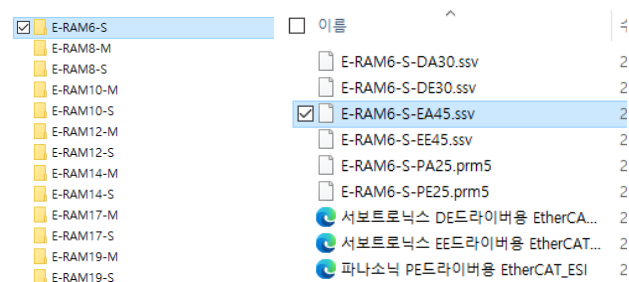 E-RAM6-S
E-RAM8-M
E-RAM8-S
E-RAM10-M
E-RAM10-S
E-RAM12-M
E-RAM12-S
E-RAM14-M
E-RAM14-S
E-RAM17-M
E-RAM17-S
E-RAM19-M
E-RAM19-S
이름
E-RAM6-S-DA30.ssv
E-RAM6-S-DE30.ssv
E-RAM6-S-EA45.ssv
E-RAM6-S-EE45.ssv
E-RAM6-S-PA25.prm5
E-RAM6-S-PE25.prm5
서보트로닉스 DE드라이버용 EtherCA...
서보트로닉스 EE드라이버용 EtherCAT...
파나소닉 PE드라이버용 EtherCAT_ESI